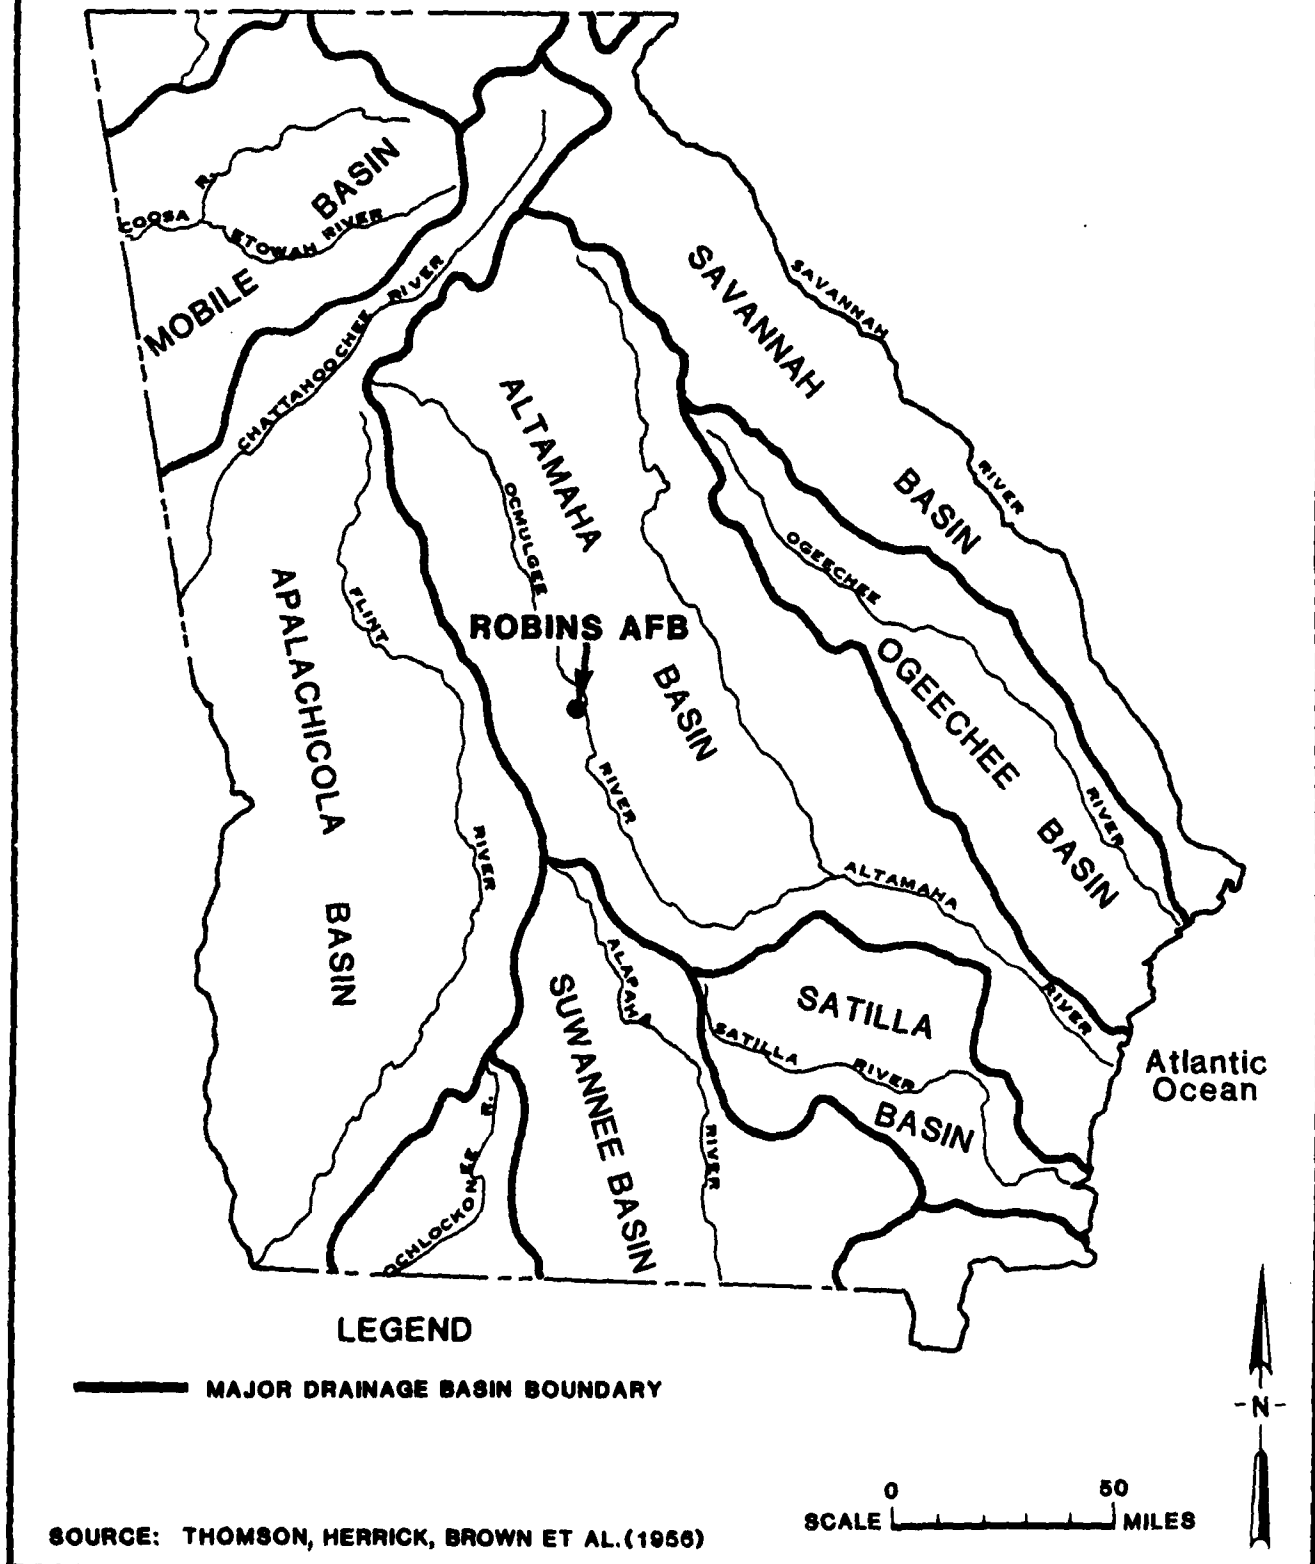 COOSA
R.
ETOWAH RIVER
MOBILE
BASIN
CHATTAHOOCHEE RIVER
SAVANNAH
BASIN
SAVANNAH
RIVER
ALTAMAHA
BASIN
OCMULGEE
RIVER
ROBINS AFB
OGEECHEE
RIVER
OGEECHEE
BASIN
APALACHICOLA
BASIN
FLINT
RIVER
ALTAMAHA
RIVER
SUWANNEE BASIN
ALAPAH
RIVER
SATILLA
BASIN
SATILLA RIVER
OCHLOCKONEE R.
Atlantic
Ocean
LEGEND
MAJOR DRAINAGE BASIN BOUNDARY
-N-
0 50
SCALE MILES
SOURCE: THOMSON, HERRICK, BROWN ET AL.(1956)